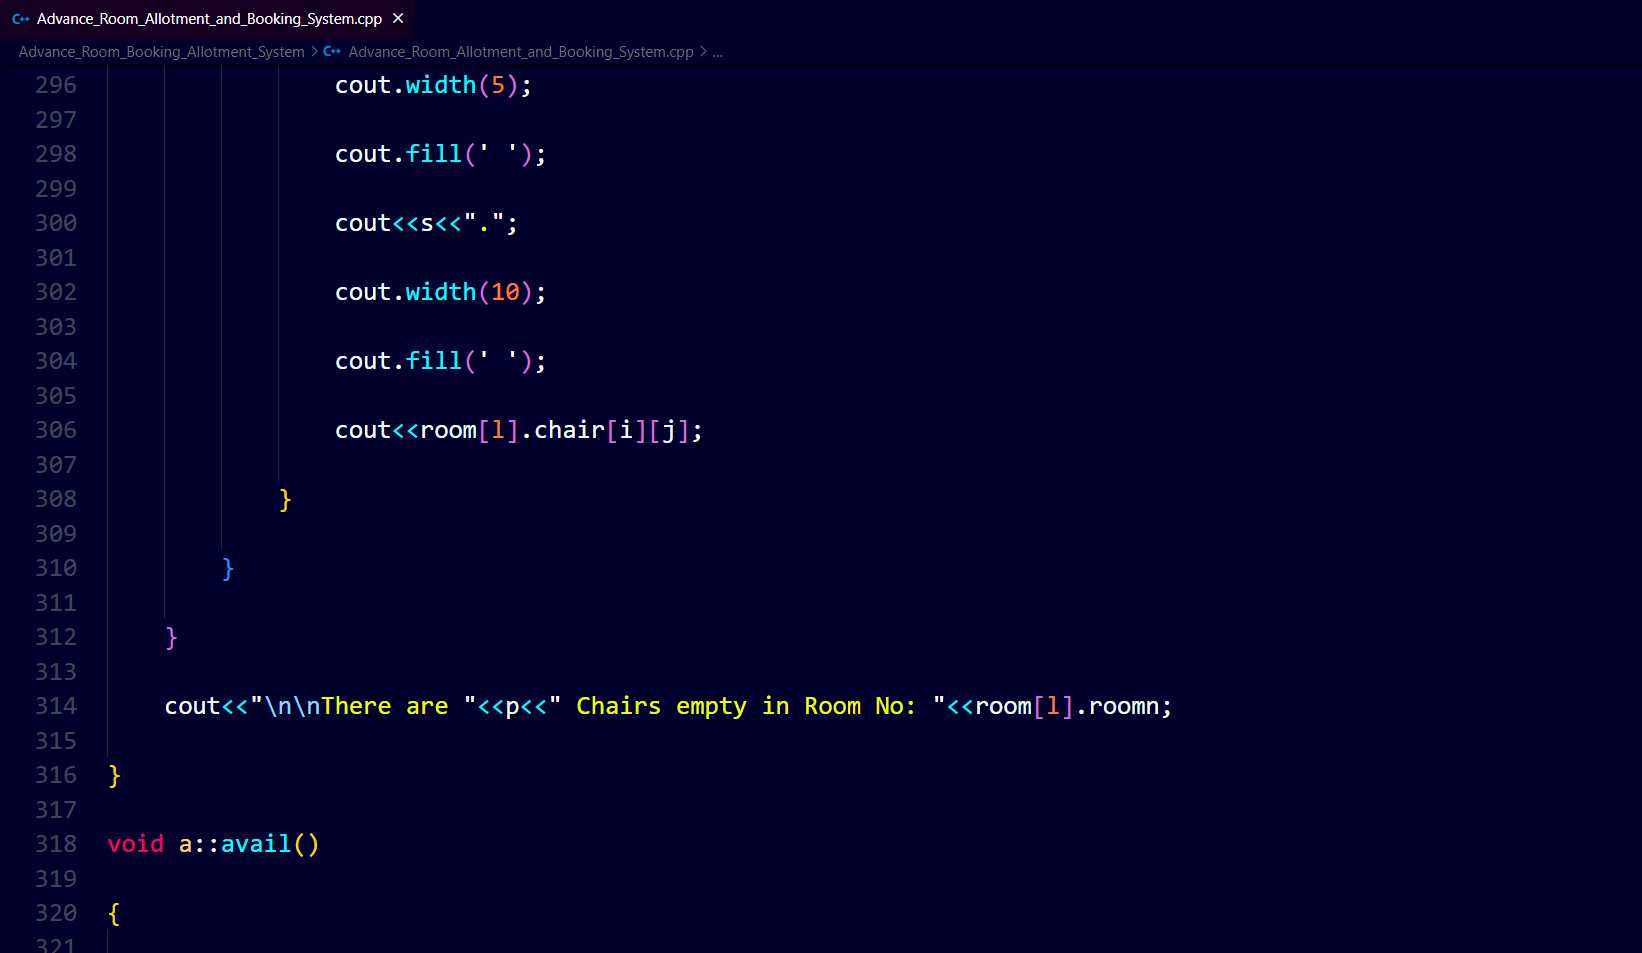 Advance_Room_Allotment_and_Booking_System.cpp ×
Advance_Room_Booking_Allotment_System > Advance_Room_Allotment_and_Booking_System.cpp > ...
296 cout.width(5);
297
298 cout.fill(' ');
299
300 cout<<s<<".";
301
302 cout.width(10);
303
304 cout.fill(' ');
305
306 cout<<room[1].chair[i][j];
307
308 }
309
310 }
311
312 }
313
314 cout<<"\n\nThere are "<<p<<" Chairs empty in Room No: "<<room[1].roomn;
315
316 }
317
318 void a::avail()
319
320 {
321